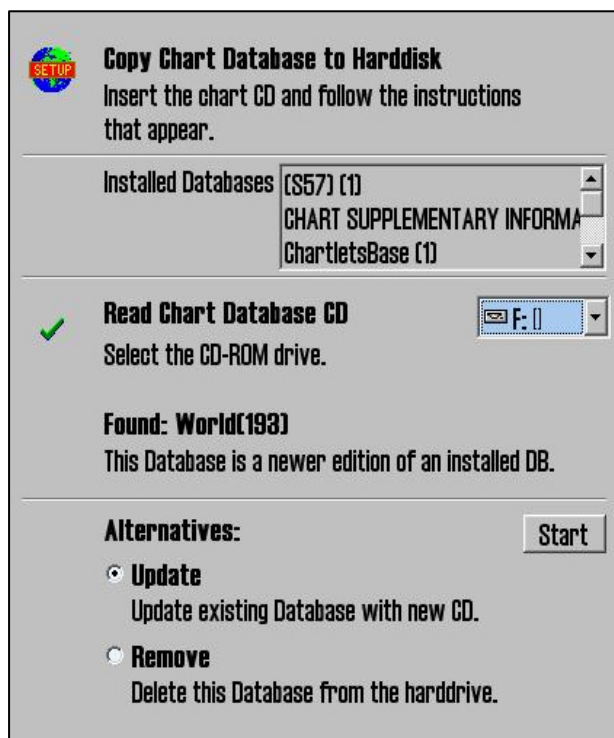 SETUP
Copy Chart Database to Harddisk
Insert the chart CD and follow the instructions
that appear.
Installed Databases
(S57) (1)
CHART SUPPLEMENTARY INFORMA
ChartletsBase (1)
Read Chart Database CD
F: []
Select the CD-ROM drive.
Found: World(193)
This Database is a newer edition of an installed DB.
Alternatives:
Start
Update
Update existing Database with new CD.
Remove
Delete this Database from the harddrive.